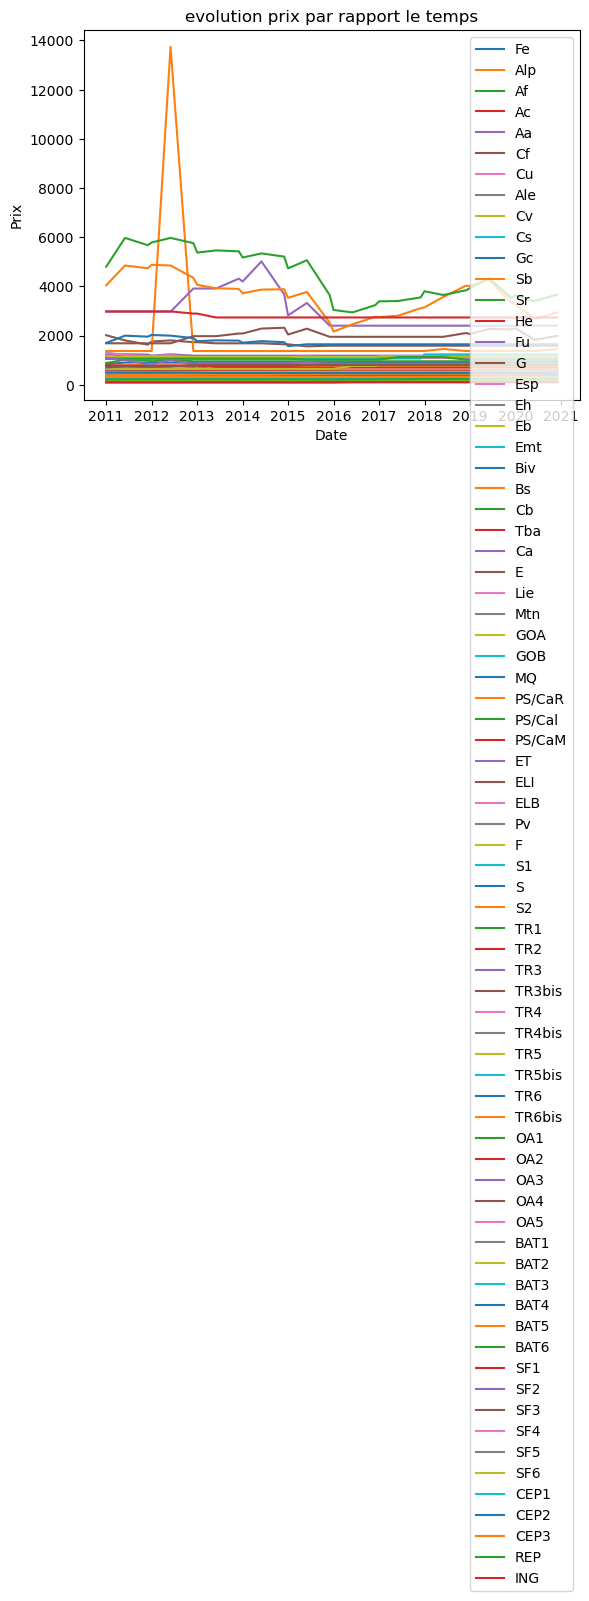 evolution prix par rapport le temps
14000
12000
10000
8000
6000
4000
2000
0
Prix
2011 2012 2013 2014 2015 2016 2017 2018 2019 2020 2021
Date
Fe
Alp
Af
Ac
Aa
Cf
Cu
Ale
Cv
Cs
Gc
Sb
Sr
He
Fu
G
Esp
Eh
Eb
Emt
Biv
Bs
Cb
Tba
Ca
E
Lie
Mtn
GOA
GOB
MQ
PS/CaR
PS/Cal
PS/CaM
ET
ELI
ELB
Pv
F
S1
S
S2
TR1
TR2
TR3
TR3bis
TR4
TR4bis
TR5
TR5bis
TR6
TR6bis
OA1
OA2
OA3
OA4
OA5
BAT1
BAT2
BAT3
BAT4
BAT5
BAT6
SF1
SF2
SF3
SF4
SF5
SF6
CEP1
CEP2
CEP3
REP
ING